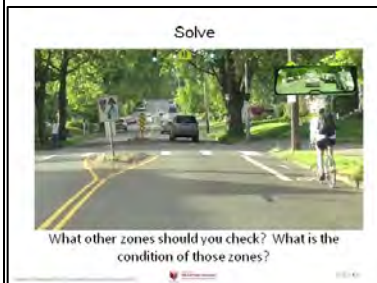 Solve
What other zones should you check? What is the
condition of those zones?